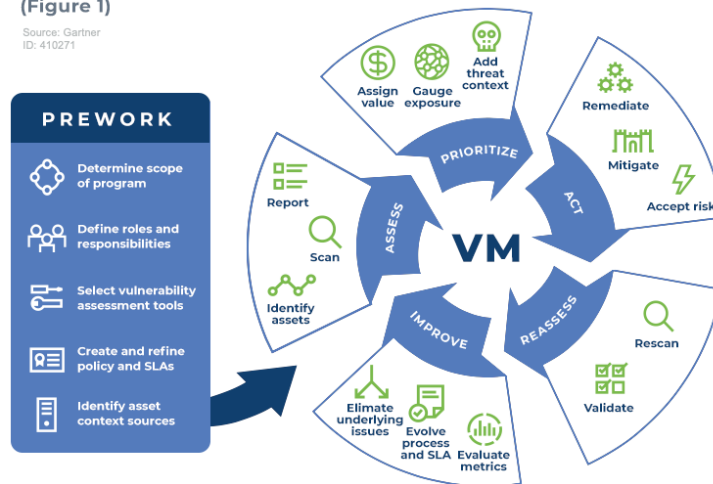 (Figure 1)
Source: Gartner
ID: 410271
PREWORK
Determine scope
of program
Define roles and
responsibilities
Select vulnerability
assessment tools
Create and refine
policy and SLAs
Identify asset
context sources
VM
ASSESS
Report
Scan
Identify
assets
PRIORITIZE
Assign
value
Gauge
exposure
Add
threat
context
ACT
Remediate
Mitigate
Accept risk
REASSESS
Rescan
Validate
IMPROVE
Elimate
underlying
issues
Evolve
process
and SLA
Evaluate
metrics